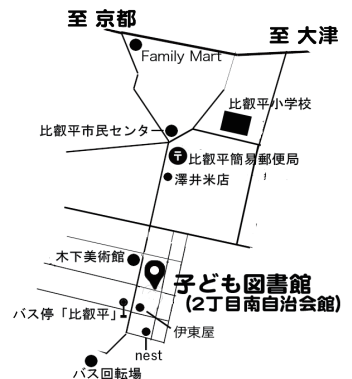 至 京都
至 大津
Family Mart
比叡平小学校
比叡平市民センター
〒
比叡平簡易郵便局
澤井米店
木下美術館
子ども図書館
(2丁目南自治会館)
バス停「比叡平」
伊東屋
nest
バス回転場